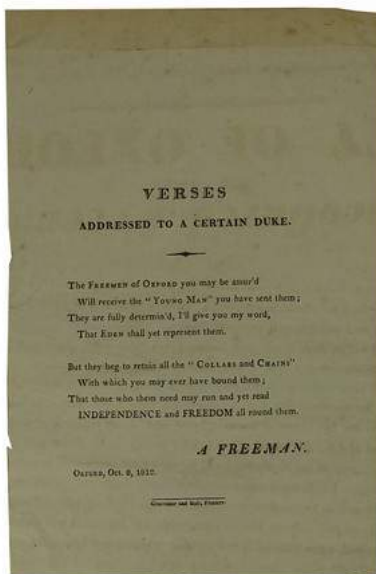 VERSES
ADDRESSED TO A CERTAIN DUKE.
The FREEMEN of OXFORD you may be assur'd
Will receive the "YOUNG MAN" you have sent them;
They are fully determin'd, I'll give you my word,
That EDEN shall yet represent them.
But they beg to retain all the "COLLARS and CHAINS"
With which you may ever have bound them;
That those who them need may run and yet read
INDEPENDENCE and FREEDOM all round them.
A FREEMAN.
OXFORD, Oct. 8, 1812.
and Printers